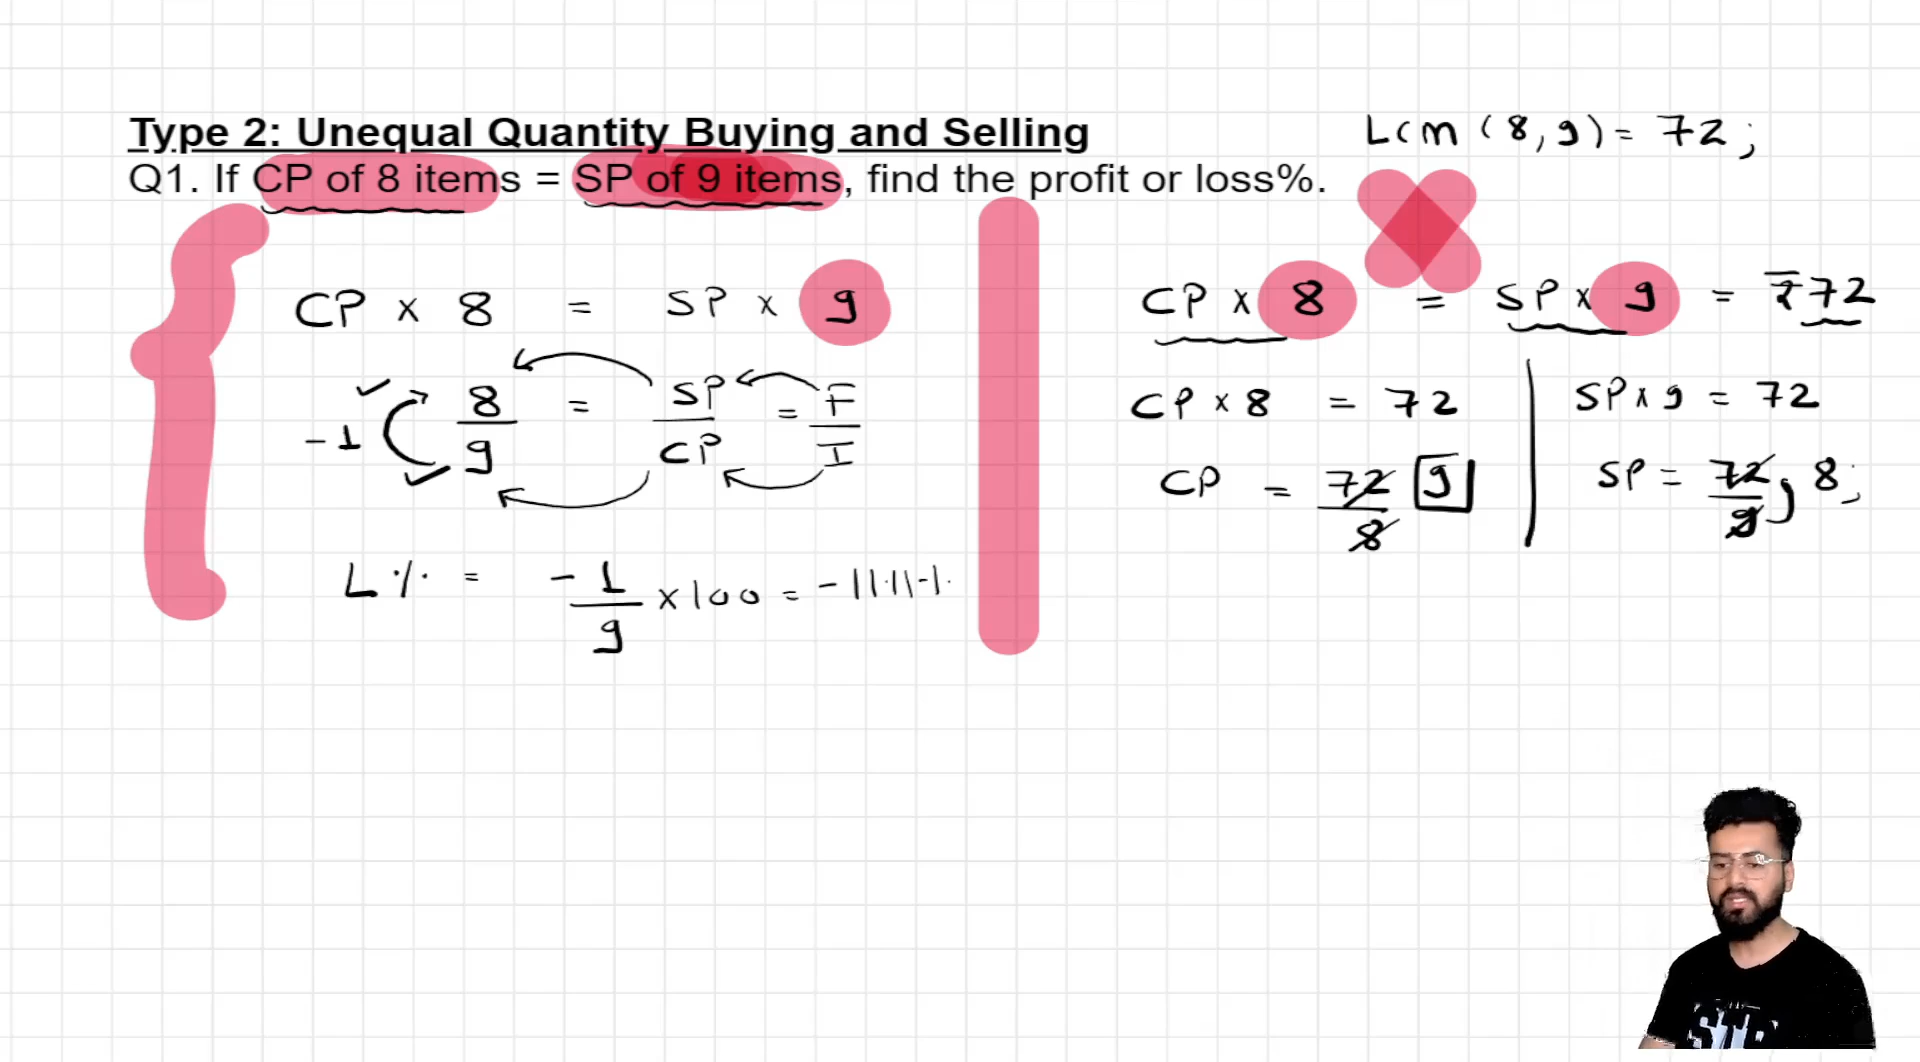 Type 2: Unequal Quantity Buying and Selling
Q1. If CP of 8 items = SP of 9 items, find the profit or loss%.
LCM (8,9) = 72;
CP × 8 = SP × 9
8/9 = SP/CP = F/I
-1
L% = -1/9 × 100 = -11.11%
CP × 8 = SP × 9 = ₹72
CP × 8 = 72
CP = 72/8 9
SP × 9 = 72
SP = 72/9 8;